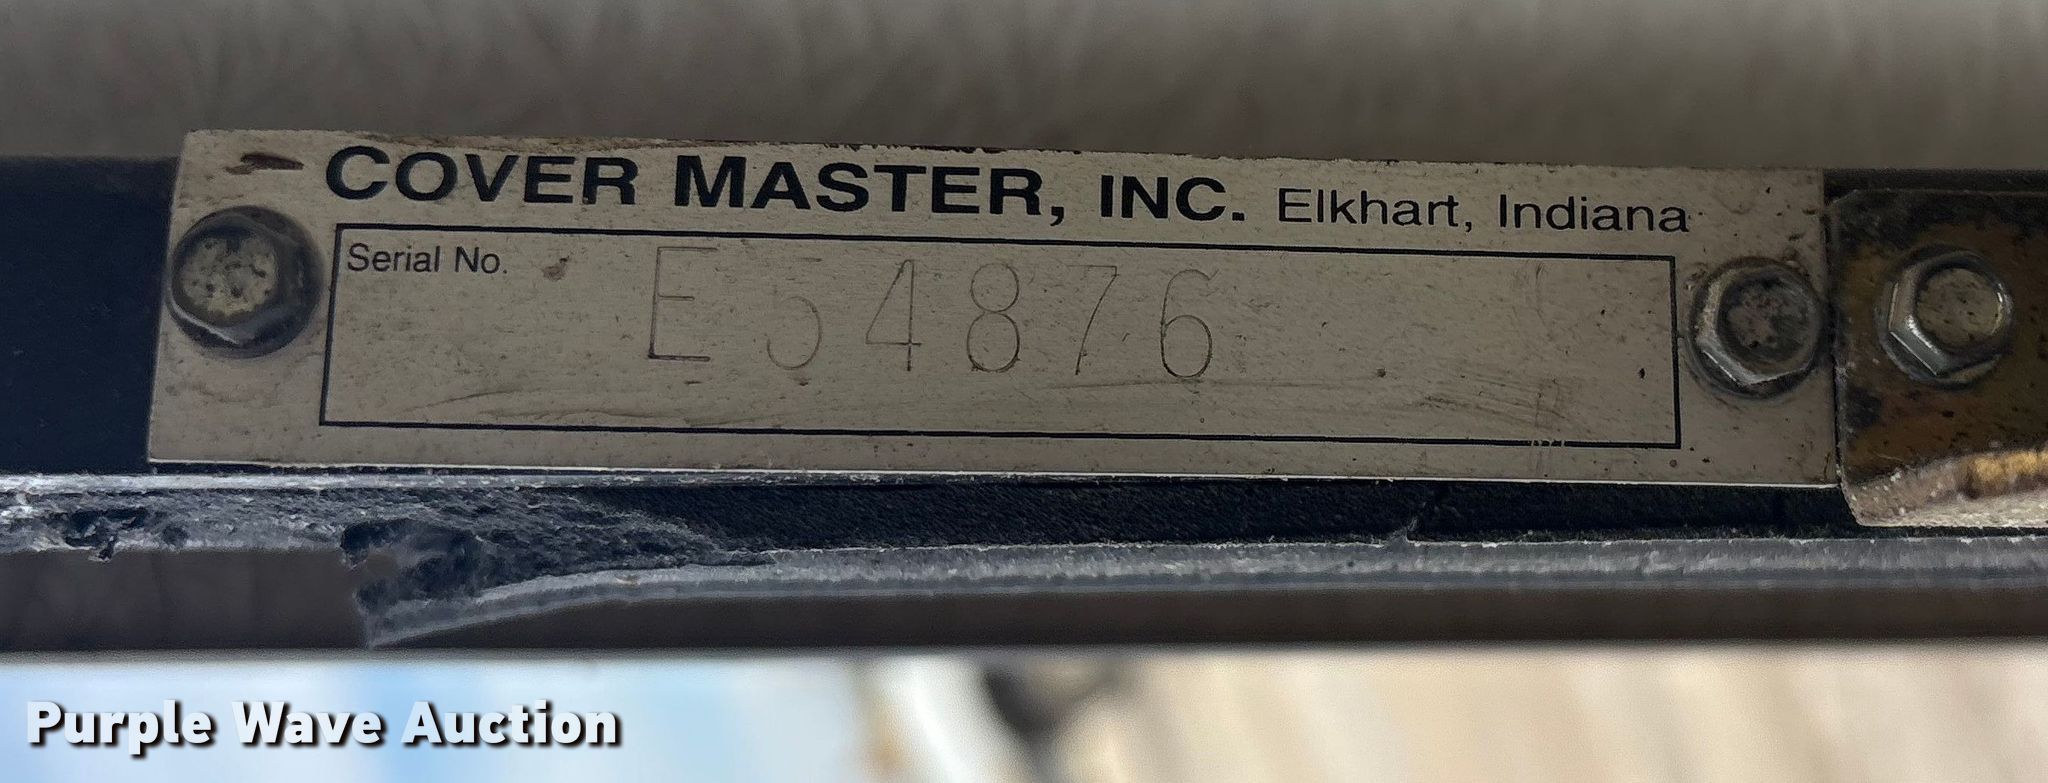 COVER MASTER, INC. Elkhart, Indiana
Serial No. E54876
Purple Wave Auction